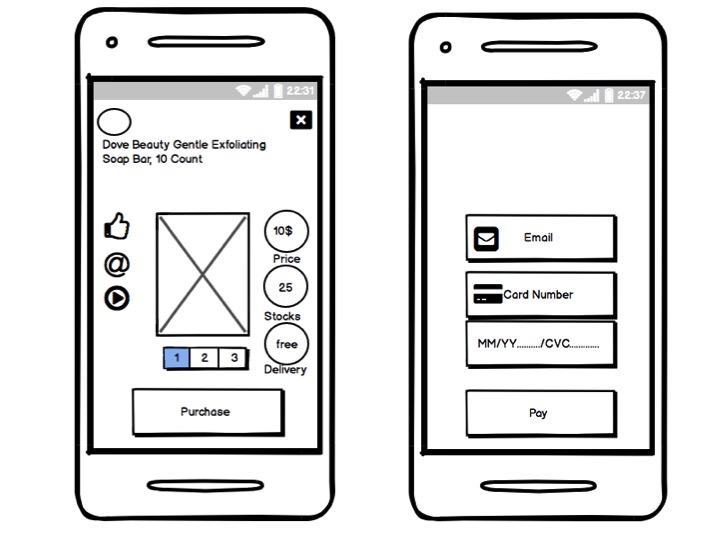 22:31
Dove Beauty Gentle Exfoliating
Soap Bar, 10 Count
@
10$
Price
25
Stocks
free
Delivery
1 2 3
Purchase
22:37
Email
Card Number
MM/YY........../CVC.............
Pay